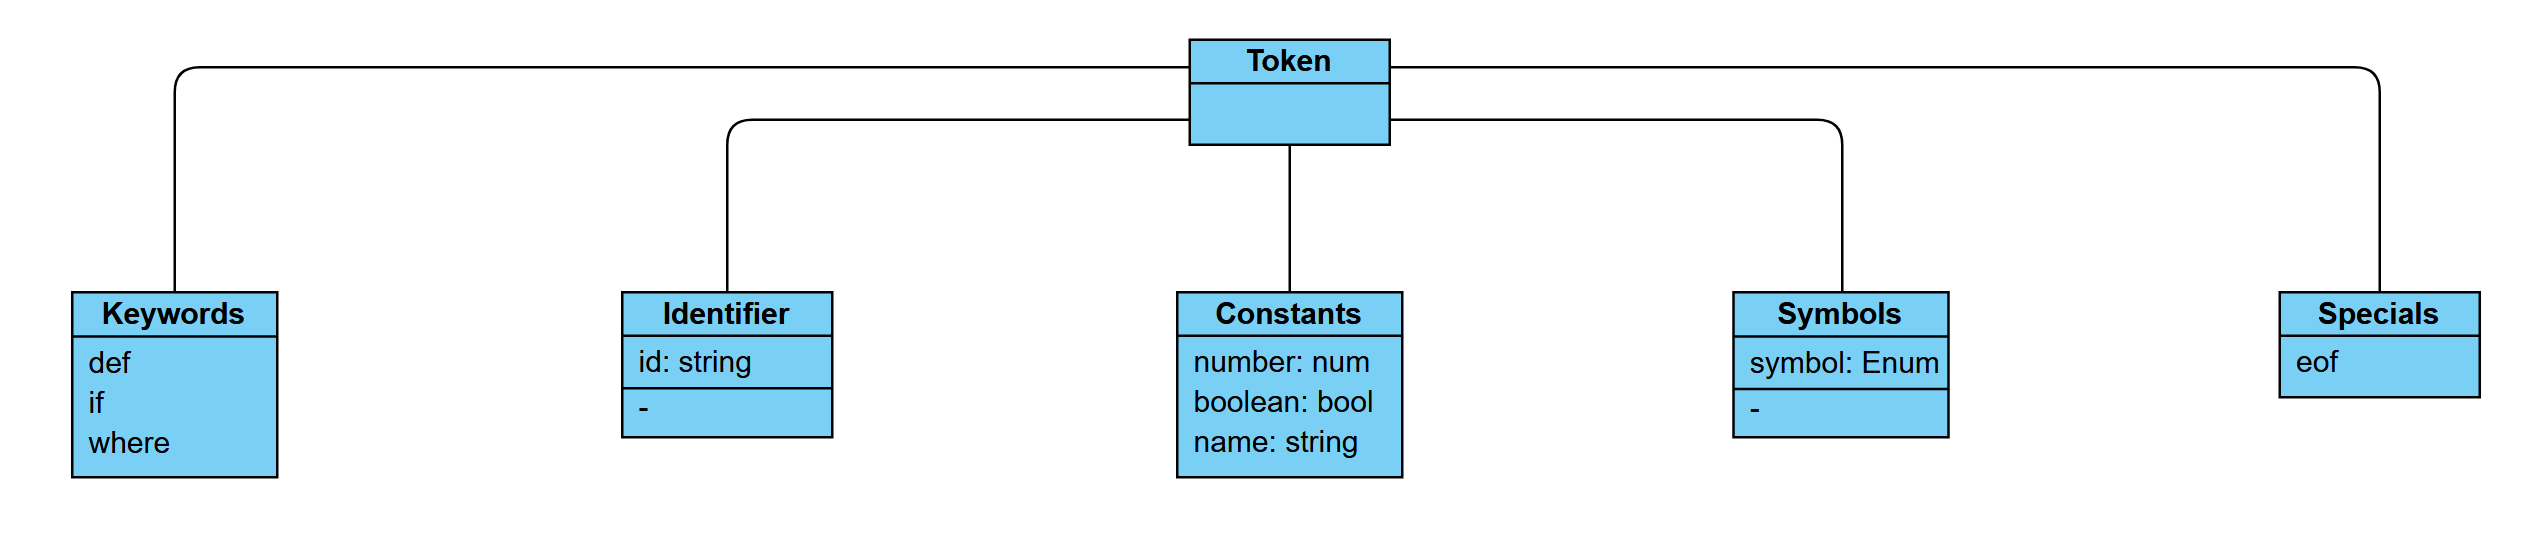 Token
Keywords
def
if
where
Identifier
id: string
-
Constants
number: num
boolean: bool
name: string
Symbols
symbol: Enum
-
Specials
eof